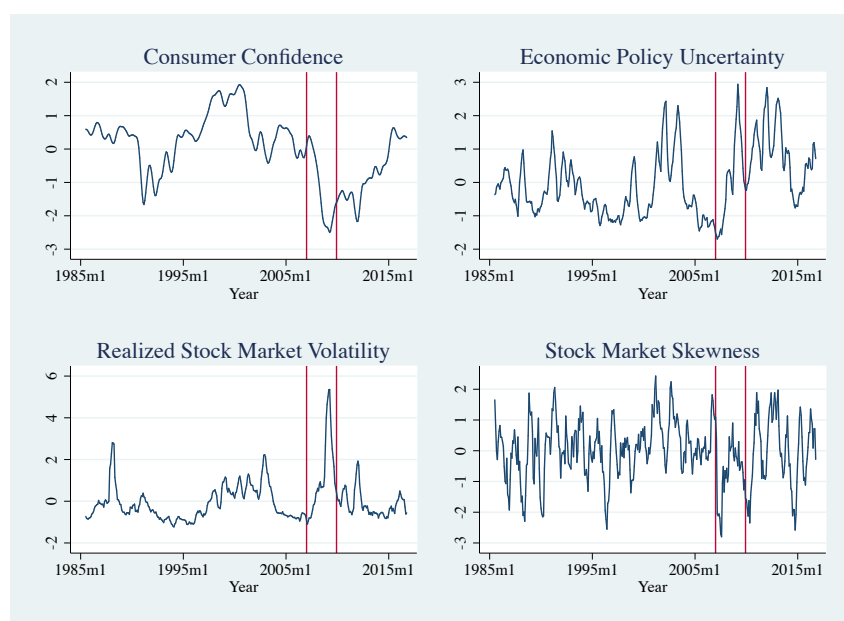 Consumer Confidence
2
1
0
-1
-2
-3
1985m1 1995m1 2005m1 2015m1
Year
Economic Policy Uncertainty
3
2
1
0
-1
-2
1985m1 1995m1 2005m1 2015m1
Year
Realized Stock Market Volatility
6
4
2
0
-2
1985m1 1995m1 2005m1 2015m1
Year
Stock Market Skewness
2
1
0
-1
-2
-3
1985m1 1995m1 2005m1 2015m1
Year